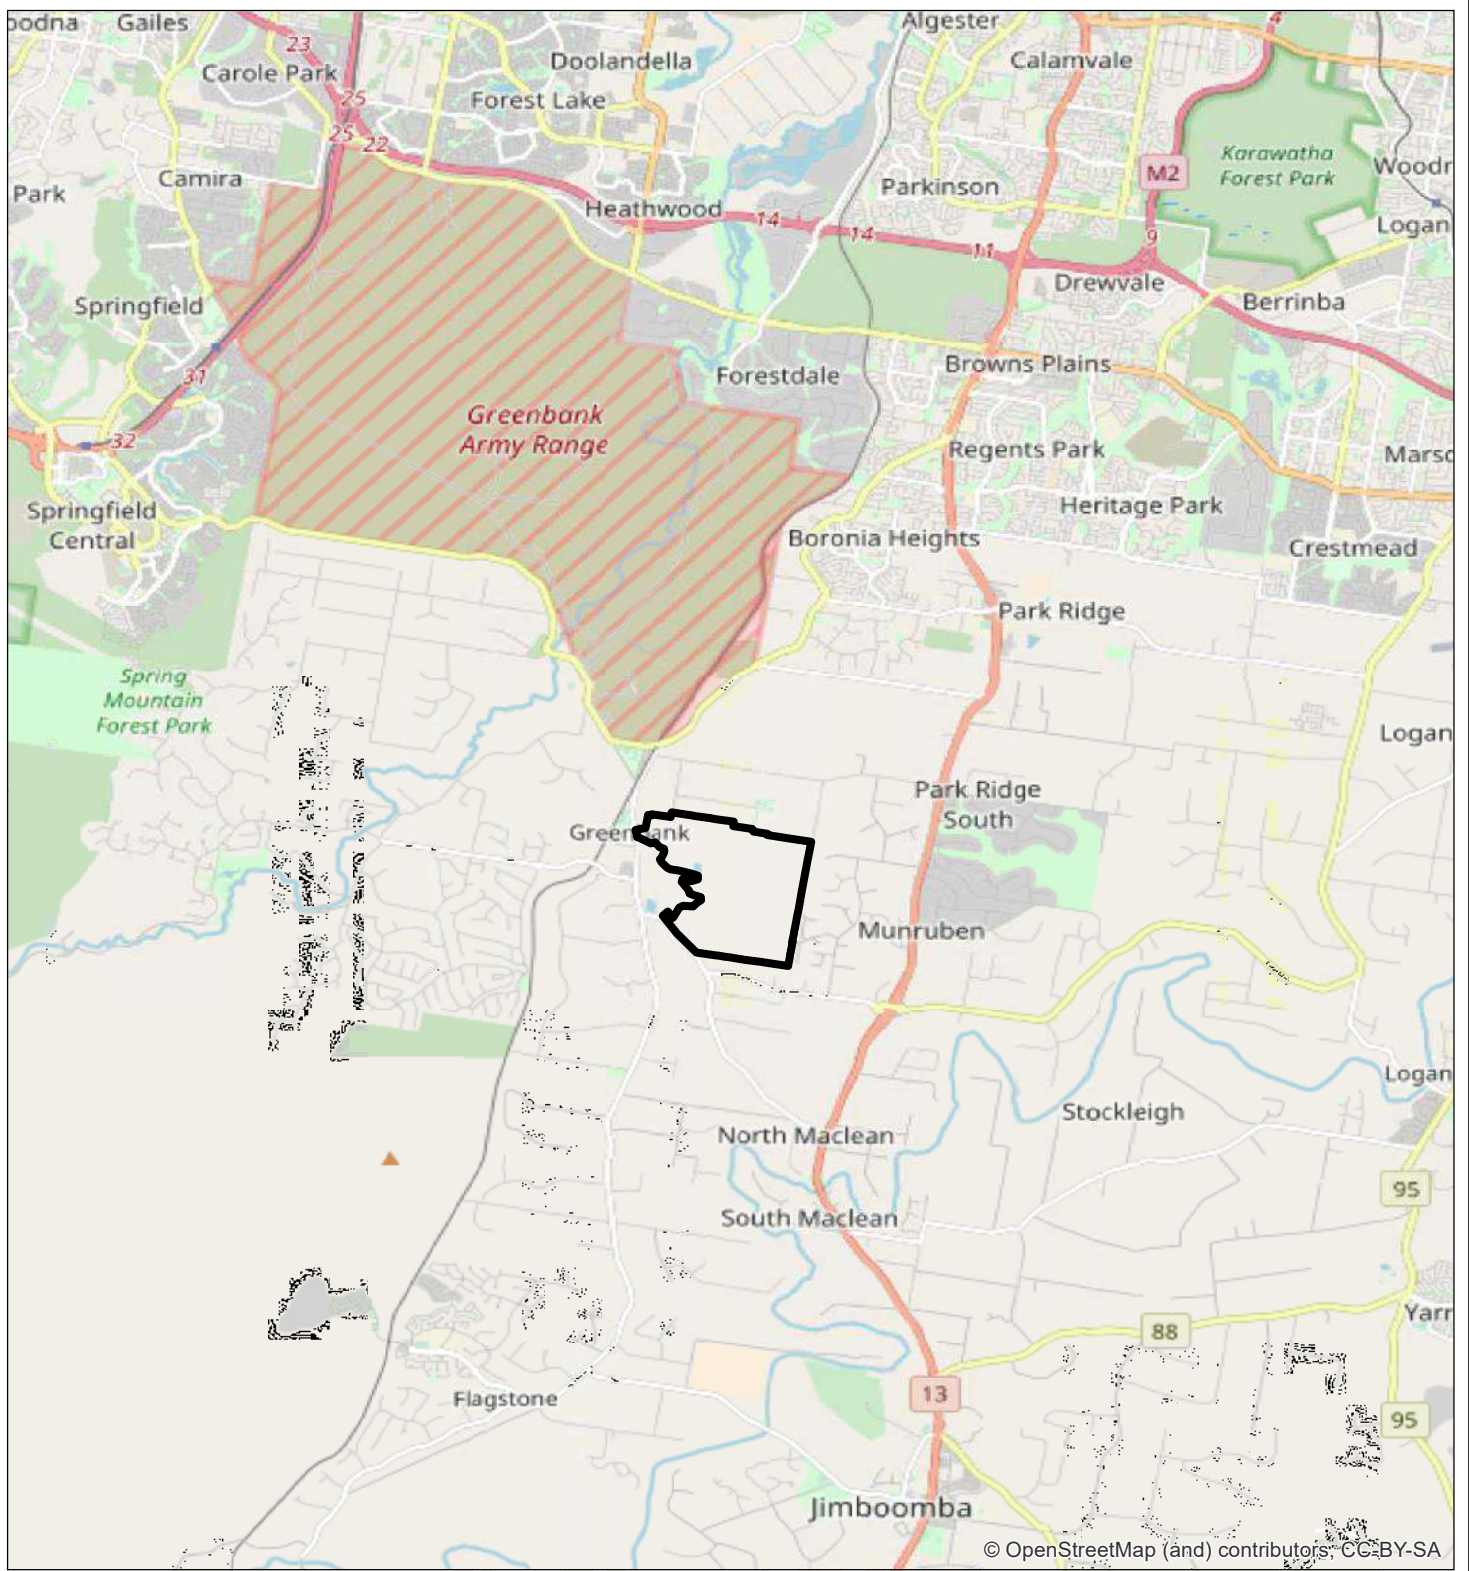 oodna
Gailes
Algester
4
23
Carole Park
Doolandella
Calamvale
25
Forest Lake
25
22
Karawatha
Forest Park
Woodr
M2
Camira
Parkinson
Park
Heathwood
14
14
11
9
Logan
Drewvale
Springfield
Berrinba
31
Forestdale
Browns Plains
Greenbank
Army Range
32
Regents Park
Marsd
Springfield
Central
Heritage Park
Boronia Heights
Crestmead
Park Ridge
Spring
Mountain
Forest Park
Logan
Park Ridge
South
Greenbank
Munruben
Logan
Stockleigh
North Maclean
95
South Maclean
Yarr
88
Flagstone
13
95
Jimboomba
© OpenStreetMap (and) contributors, CC-BY-SA